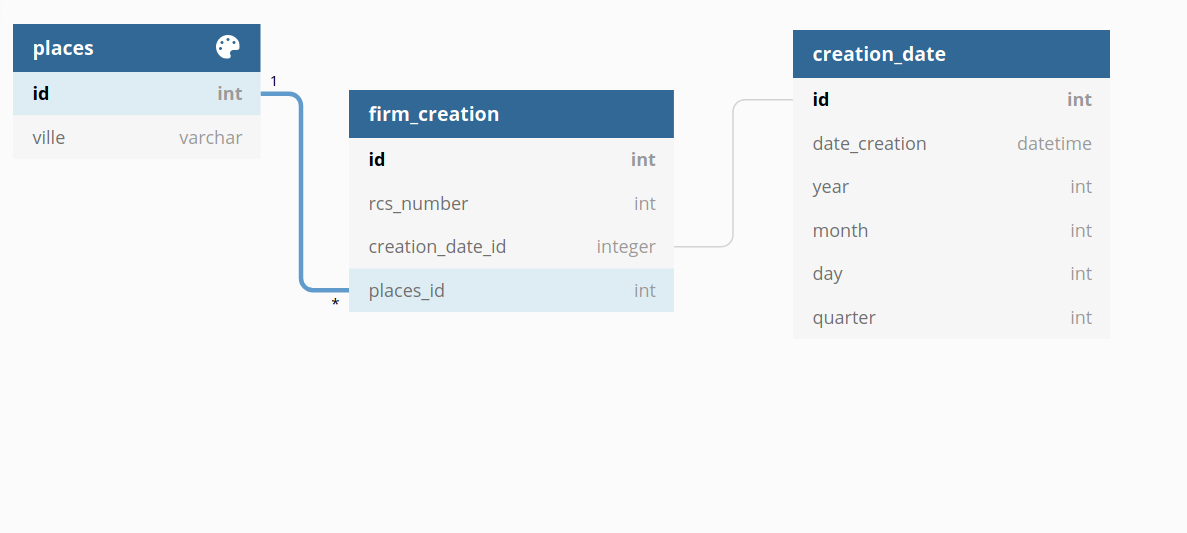 places
id int
ville varchar
1
*
firm_creation
id int
rcs_number int
creation_date_id integer
places_id int
creation_date
id int
date_creation datetime
year int
month int
day int
quarter int